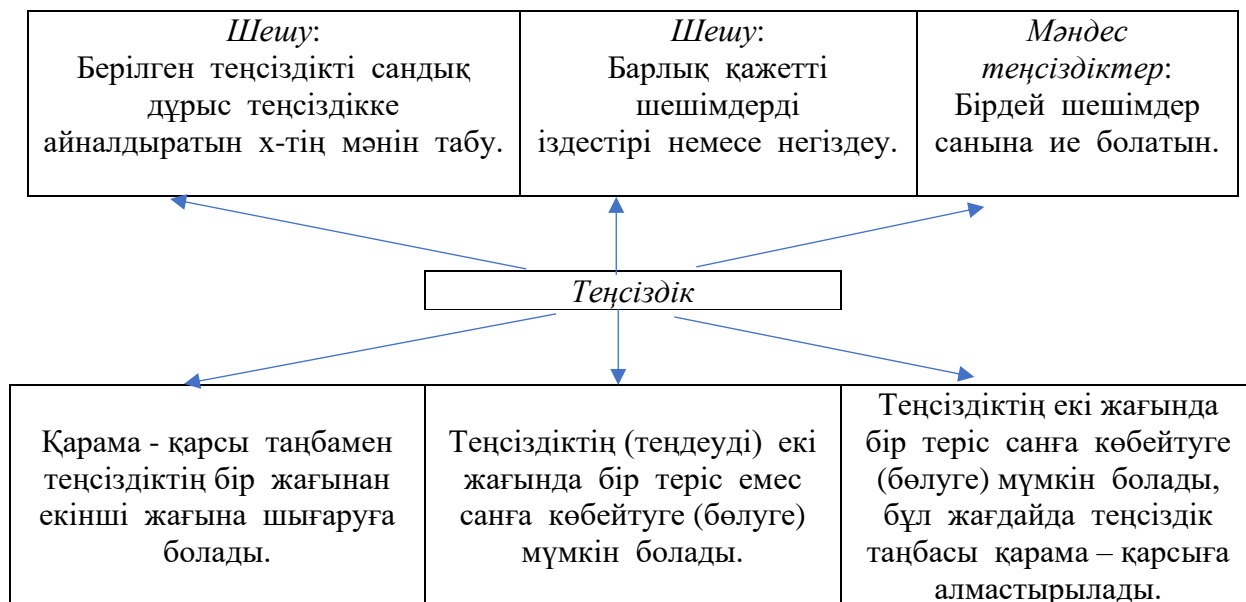 Шешу:
Берілген теңсіздікті сандық
дұрыс теңсіздікке
айналдыратын х-тің мәнін табу.
Шешу:
Барлық қажетті
шешімдерді
іздестірі немесе негіздеу.
Мәндес
теңсіздіктер:
Бірдей шешімдер
санына ие болатын.
Теңсіздік
Қарама - қарсы таңбамен
теңсіздіктің бір жағынан
екінші жағына шығаруға
болады.
Теңсіздіктің (теңдеуді) екі
жағында бір теріс емес
санға көбейтуге (бөлуге)
мүмкін болады.
Теңсіздіктің екі жағында
бір теріс санға көбейтуге
(бөлуге) мүмкін болады,
бұл жағдайда теңсіздік
таңбасы қарама – қарсыға
алмастырылады.